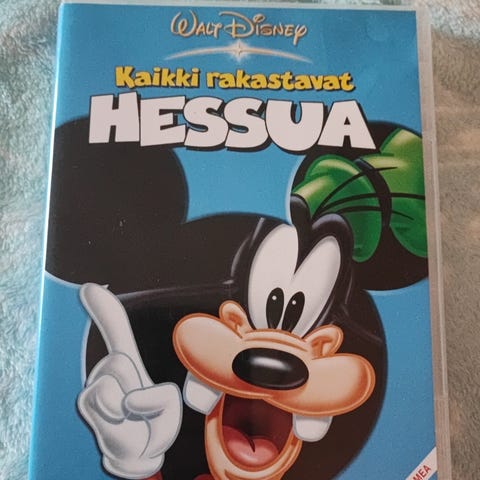 WALT DISNEY
Kaikki rakastavat
HESSUA